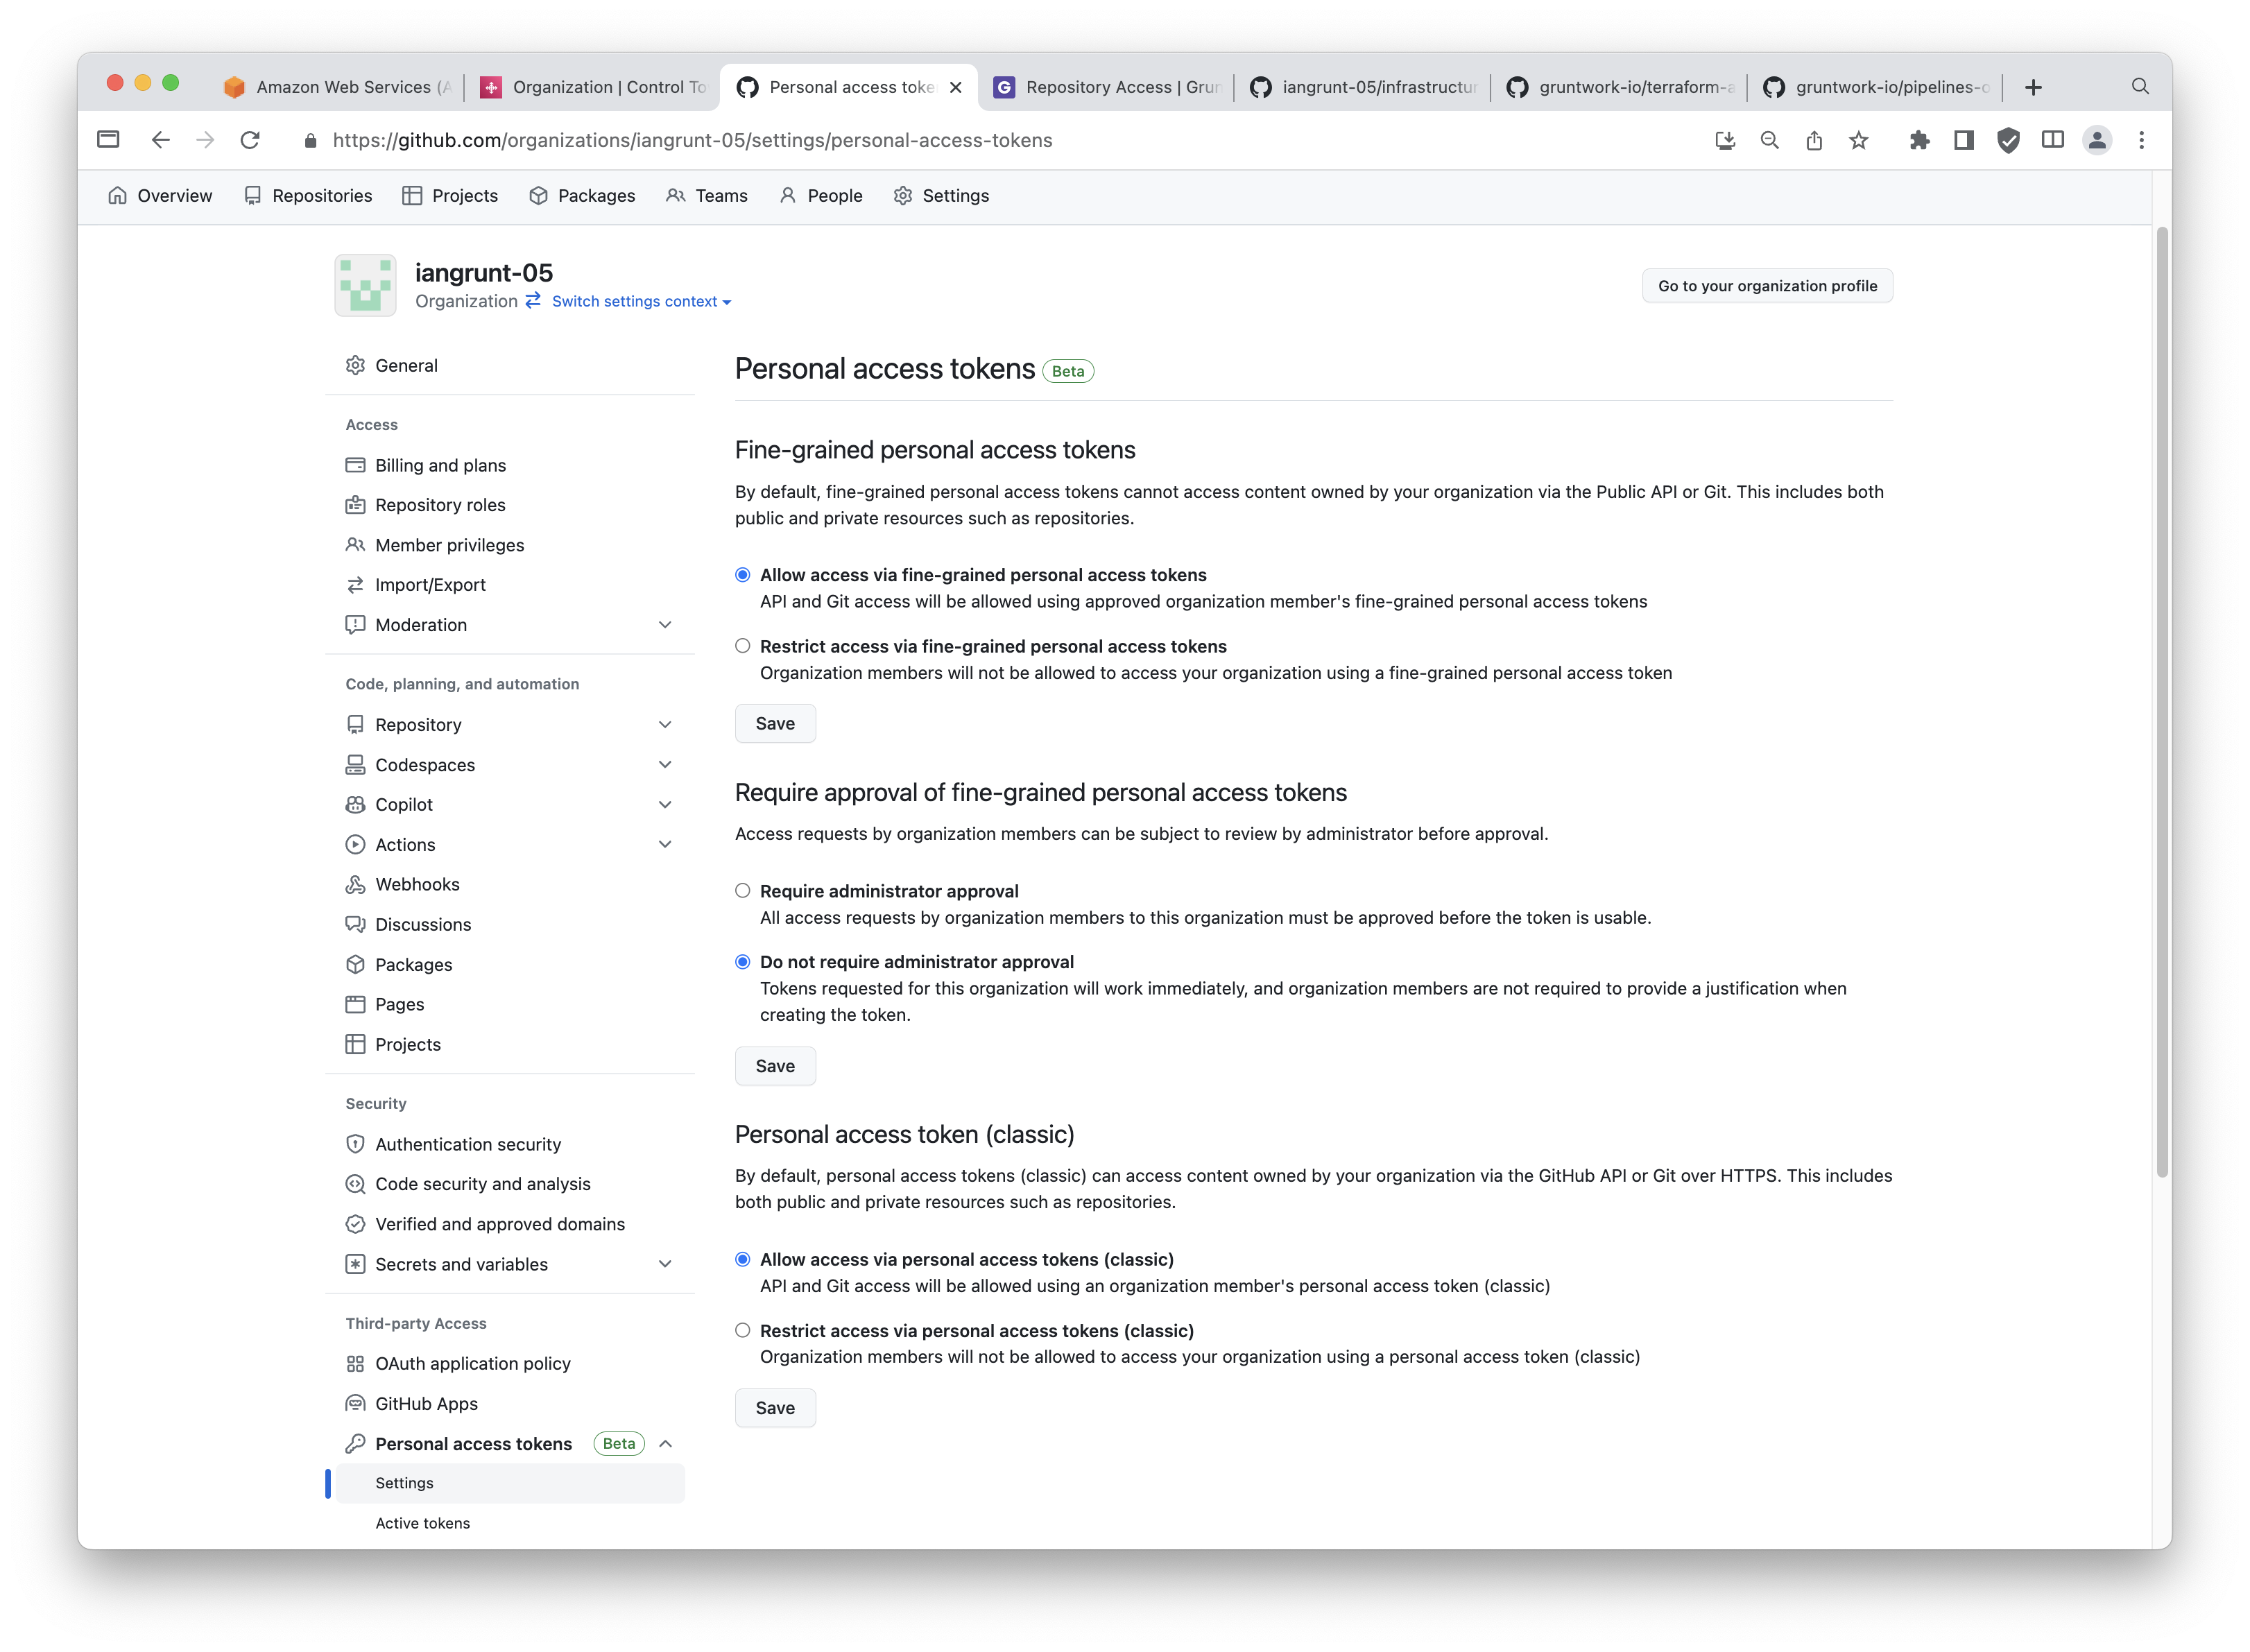 Amazon Web Services (A
Organization | Control To
Personal access toke
Repository Access | Grun
iangrunt-05/infrastructur
gruntwork-io/terraform-a
gruntwork-io/pipelines-o
https://github.com/organizations/iangrunt-05/settings/personal-access-tokens
Overview
Repositories
Projects
Packages
Teams
People
Settings
iangrunt-05
Organization Switch settings context
Go to your organization profile
General
Access
Billing and plans
Repository roles
Member privileges
Import/Export
Moderation
Code, planning, and automation
Repository
Codespaces
Copilot
Actions
Webhooks
Discussions
Packages
Pages
Projects
Security
Authentication security
Code security and analysis
Verified and approved domains
Secrets and variables
Third-party Access
OAuth application policy
GitHub Apps
Personal access tokens Beta
Settings
Active tokens
Personal access tokens Beta
Fine-grained personal access tokens
By default, fine-grained personal access tokens cannot access content owned by your organization via the Public API or Git. This includes both
public and private resources such as repositories.
Allow access via fine-grained personal access tokens
API and Git access will be allowed using approved organization member's fine-grained personal access tokens
Restrict access via fine-grained personal access tokens
Organization members will not be allowed to access your organization using a fine-grained personal access token
Save
Require approval of fine-grained personal access tokens
Access requests by organization members can be subject to review by administrator before approval.
Require administrator approval
All access requests by organization members to this organization must be approved before the token is usable.
Do not require administrator approval
Tokens requested for this organization will work immediately, and organization members are not required to provide a justification when
creating the token.
Save
Personal access token (classic)
By default, personal access tokens (classic) can access content owned by your organization via the GitHub API or Git over HTTPS. This includes
both public and private resources such as repositories.
Allow access via personal access tokens (classic)
API and Git access will be allowed using an organization member's personal access token (classic)
Restrict access via personal access tokens (classic)
Organization members will not be allowed to access your organization using a personal access token (classic)
Save